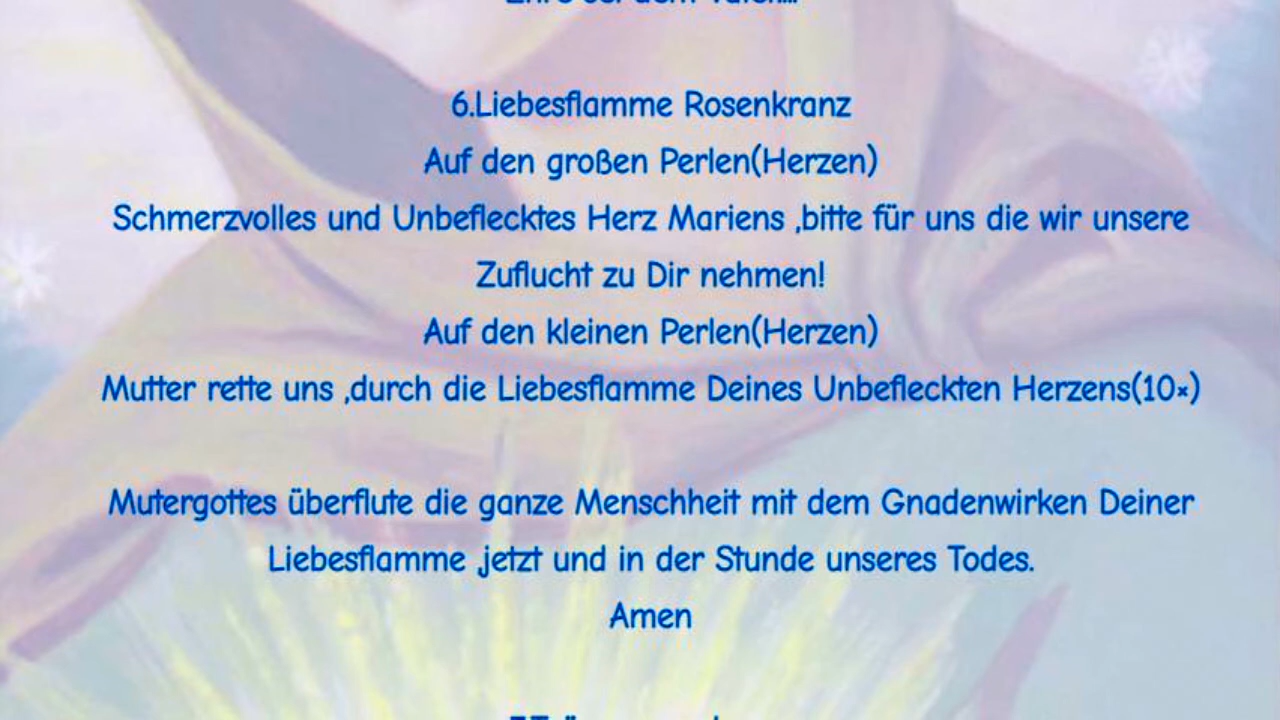 6.Liebesflamme Rosenkranz
Auf den großen Perlen(Herzen)
Schmerzvolles und Unbeflecktes Herz Mariens ,bitte für uns die wir unsere
Zuflucht zu Dir nehmen!
Auf den kleinen Perlen(Herzen)
Mutter rette uns ,durch die Liebesflamme Deines Unbefleckten Herzens(10×)
Mutergottes überflute die ganze Menschheit mit dem Gnadenwirken Deiner
Liebesflamme ,jetzt und in der Stunde unseres Todes.
Amen